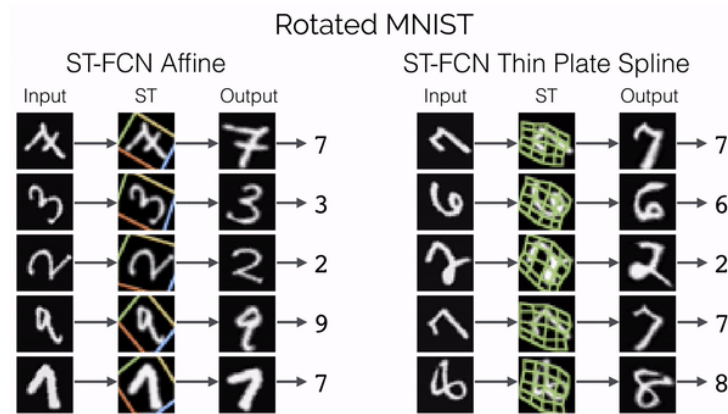 Rotated MNIST
ST-FCN Affine
Input ST Output
7
3
2
9
7
ST-FCN Thin Plate Spline
Input ST Output
7
6
2
7
8